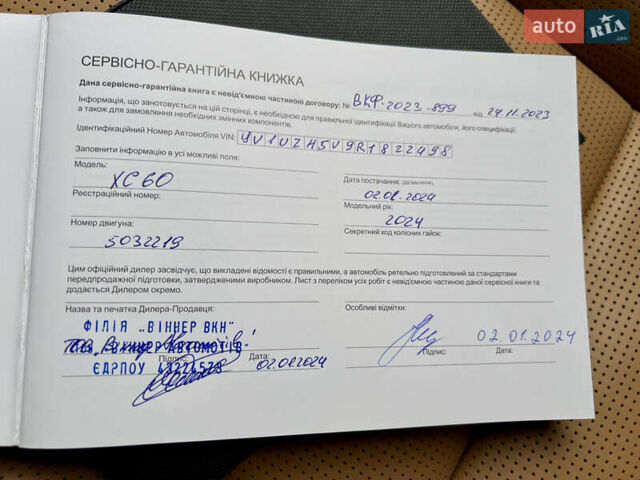 auto RIA .com
СЕРВІСНО-ГАРАНТІЙНА КНИЖКА
Дана сервісно-гарантійна книга є невід'ємною частиною договору: № ВКФ-2023-899 від 24.11.2023
Інформація, що занотовується на цій сторінці, є необхідною для правильної ідентифікації Вашого автомобіля, його специфікації,
а також для замовлення необхідних змінних компонентів.
Ідентифікаційний Номер Автомобіля VIN: YV1UZH5V9R1822498
Заповнити інформацію в усі можливі поля:
Модель:
XC60
Дата постачання:
02.01.2024
Реєстраційний номер:
Модельний рік:
2024
Номер двигуна:
5032219
Секретний код колісних гайок:
Цим офіційний дилер засвідчує, що викладені відомості є правильними, а автомобіль ретельно підготовлений за стандартами
передпродажної підготовки, затвердженими виробником. Лист з переліком усіх робіт є невід'ємною частиною даної сервісної книги та
додається Дилером окремо.
Назва та печатка Дилера-Продавця:
Особливі відмітки:
ФІЛІЯ „ВІННЕР ВКН"
„ВІННЕР АВТОМОТІВ"
ЄДРПОУ
Підпис: Дата:
02.01.2024
02.01.2024
Підпис: Дата: